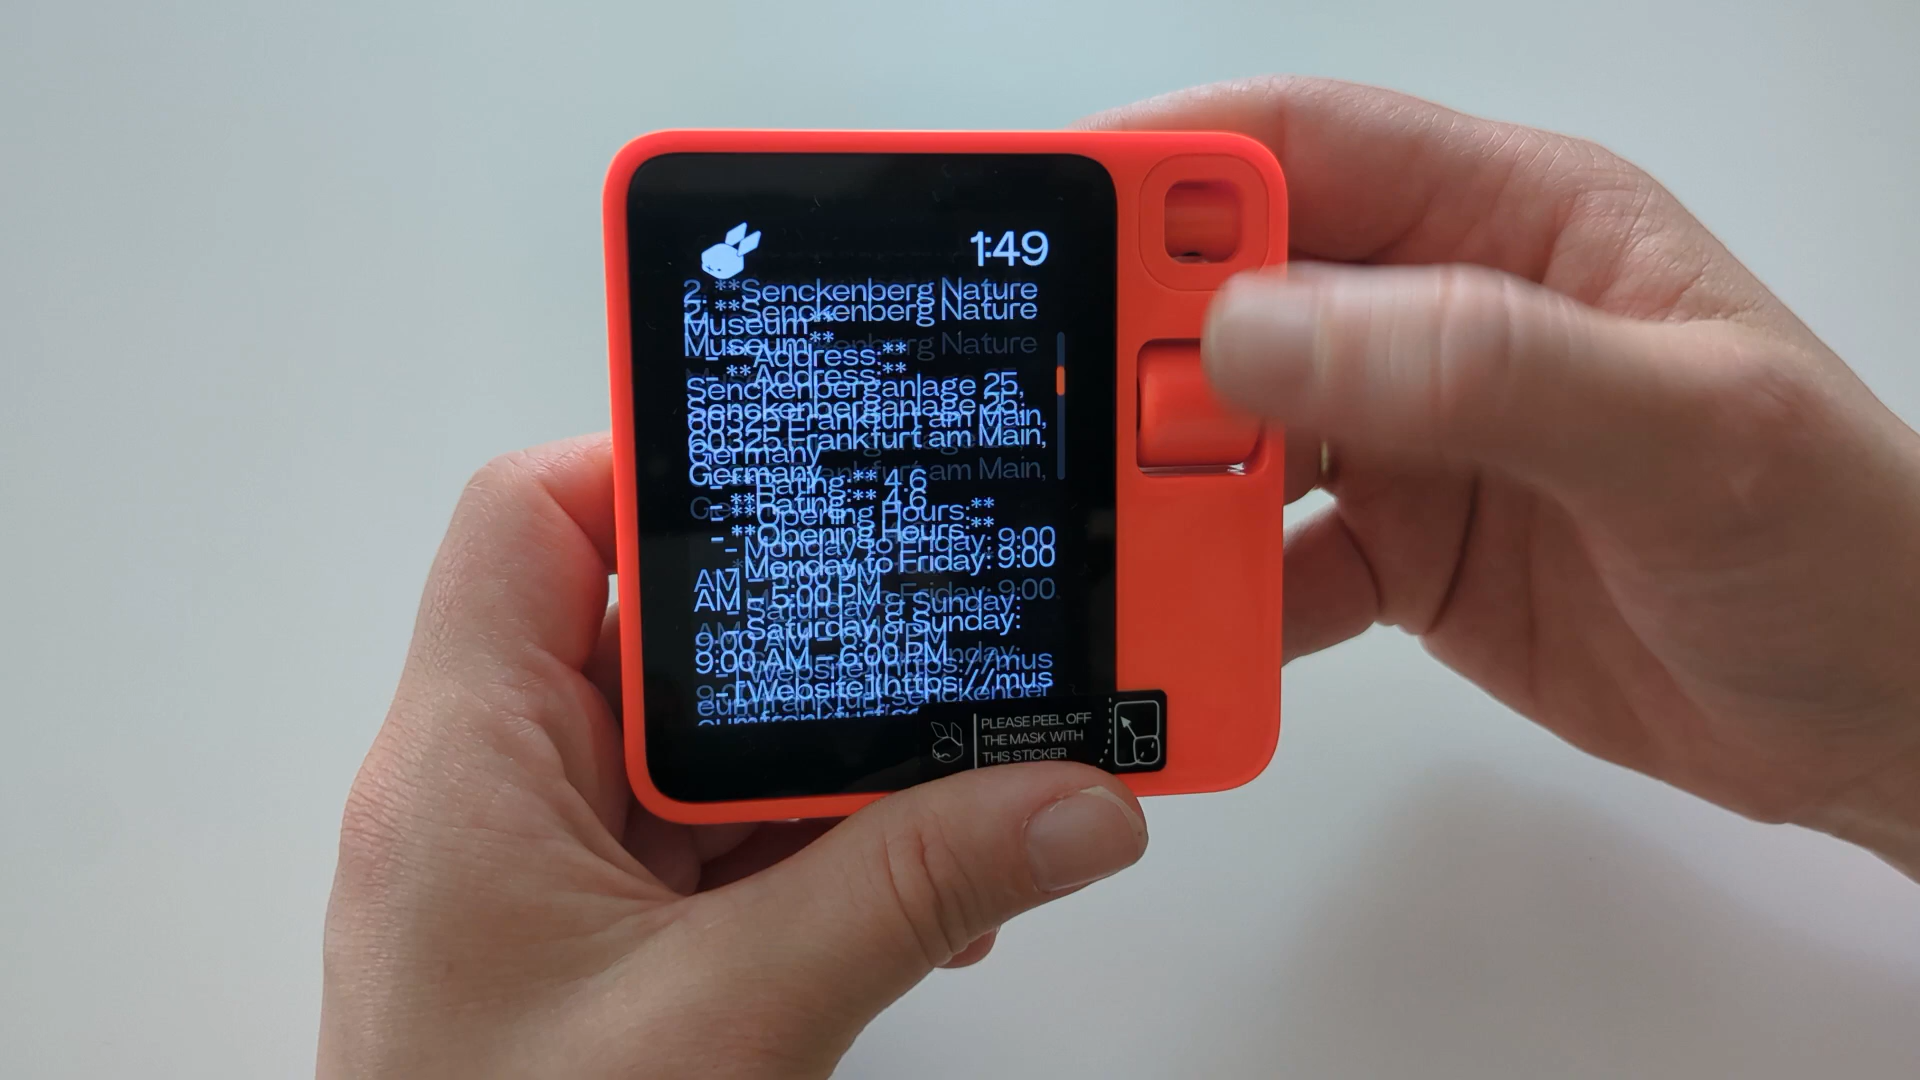 1:49
2. **Senckenberg Nature
Museum**
- **Address:**
Senckenberganlage 25,
60325 Frankfurt am Main,
Germany
- **Rating:** 4.6
- **Opening Hours:**
- Monday to Friday: 9:00
AM – 5:00 PM
- Saturday & Sunday:
9:00 AM – 6:00 PM
- [Website](https://mus
eumfrankfurt.senckenber
PLEASE PEEL OFF
THE MASK WITH
THIS STICKER